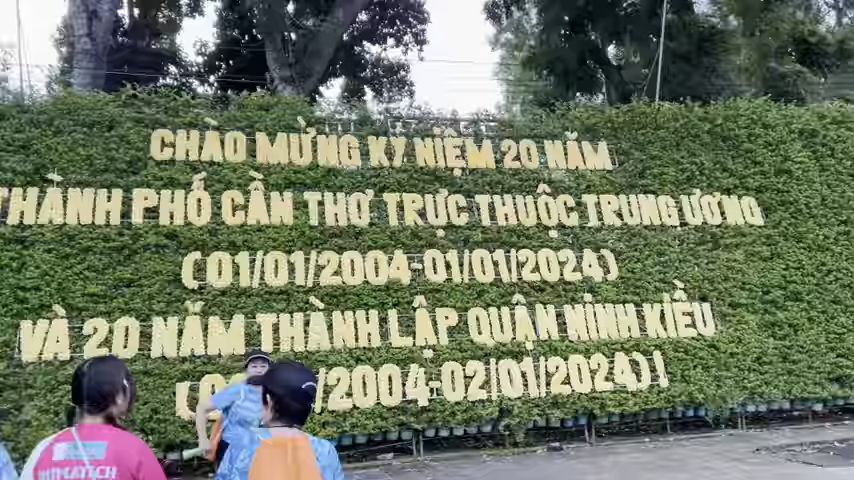 CHÀO MỪNG KỶ NIỆM 20 NĂM
THÀNH PHỐ CẦN THƠ TRỰC THUỘC TRUNG ƯƠNG
(01/01/2004-01/01/2024)
VÀ 20 NĂM THÀNH LẬP QUẬN NINH KIỀU
/2004-02/01/2024)!